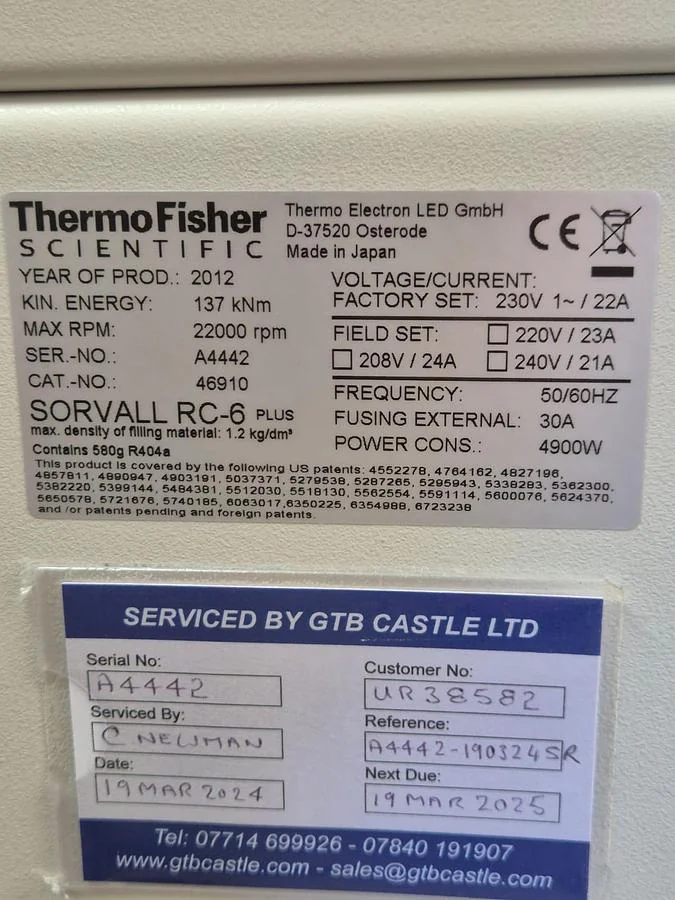 ThermoFisher
SCIENTIFIC
Thermo Electron LED GmbH
D-37520 Osterode
Made in Japan
CE
YEAR OF PROD.: 2012
KIN. ENERGY: 137 kNm
MAX RPM: 22000 rpm
SER.-NO.: A4442
CAT.-NO.: 46910
SORVALL RC-6 PLUS
max. density of filling material: 1.2 kg/dm³
Contains 580g R404a
VOLTAGE/CURRENT:
FACTORY SET: 230V 1~ / 22A
FIELD SET: 220V / 23A
208V / 24A 240V / 21A
FREQUENCY: 50/60HZ
FUSING EXTERNAL: 30A
POWER CONS.: 4900W
This product is covered by the following US patents: 4552278, 4764162, 4827196,
4857811, 4890947, 4903191, 5037371, 5279538, 5287265, 5295943, 5338283, 5362300,
5382220, 5399144, 5484381, 5512030, 5518130, 5562554, 5591114, 5600076, 5624370,
5650578, 5721676, 5740185, 6063017, 6350225, 6354988, 6723238
and /or patents pending and foreign patents.
SERVICED BY GTB CASTLE LTD
Serial No:
A4442
Serviced By:
C NEWMAN
Date:
19 MAR 2024
Customer No:
UR38582
Reference:
A4442-190324SR
Next Due:
19 MAR 2025
Tel: 07714 699926 - 07840 191907
www.gtbcastle.com - sales@gtbcastle.com